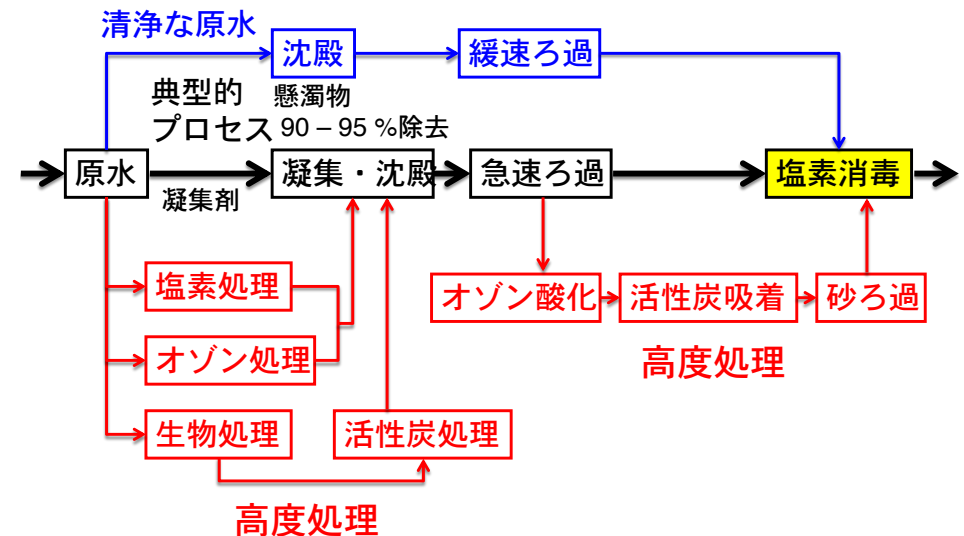 清浄な原水
沈殿
緩速ろ過
典型的
プロセス
懸濁物
90 – 95 %除去
原水
凝集剤
凝集・沈殿
急速ろ過
塩素消毒
塩素処理
オゾン処理
生物処理
活性炭処理
高度処理
オゾン酸化
活性炭吸着
砂ろ過
高度処理